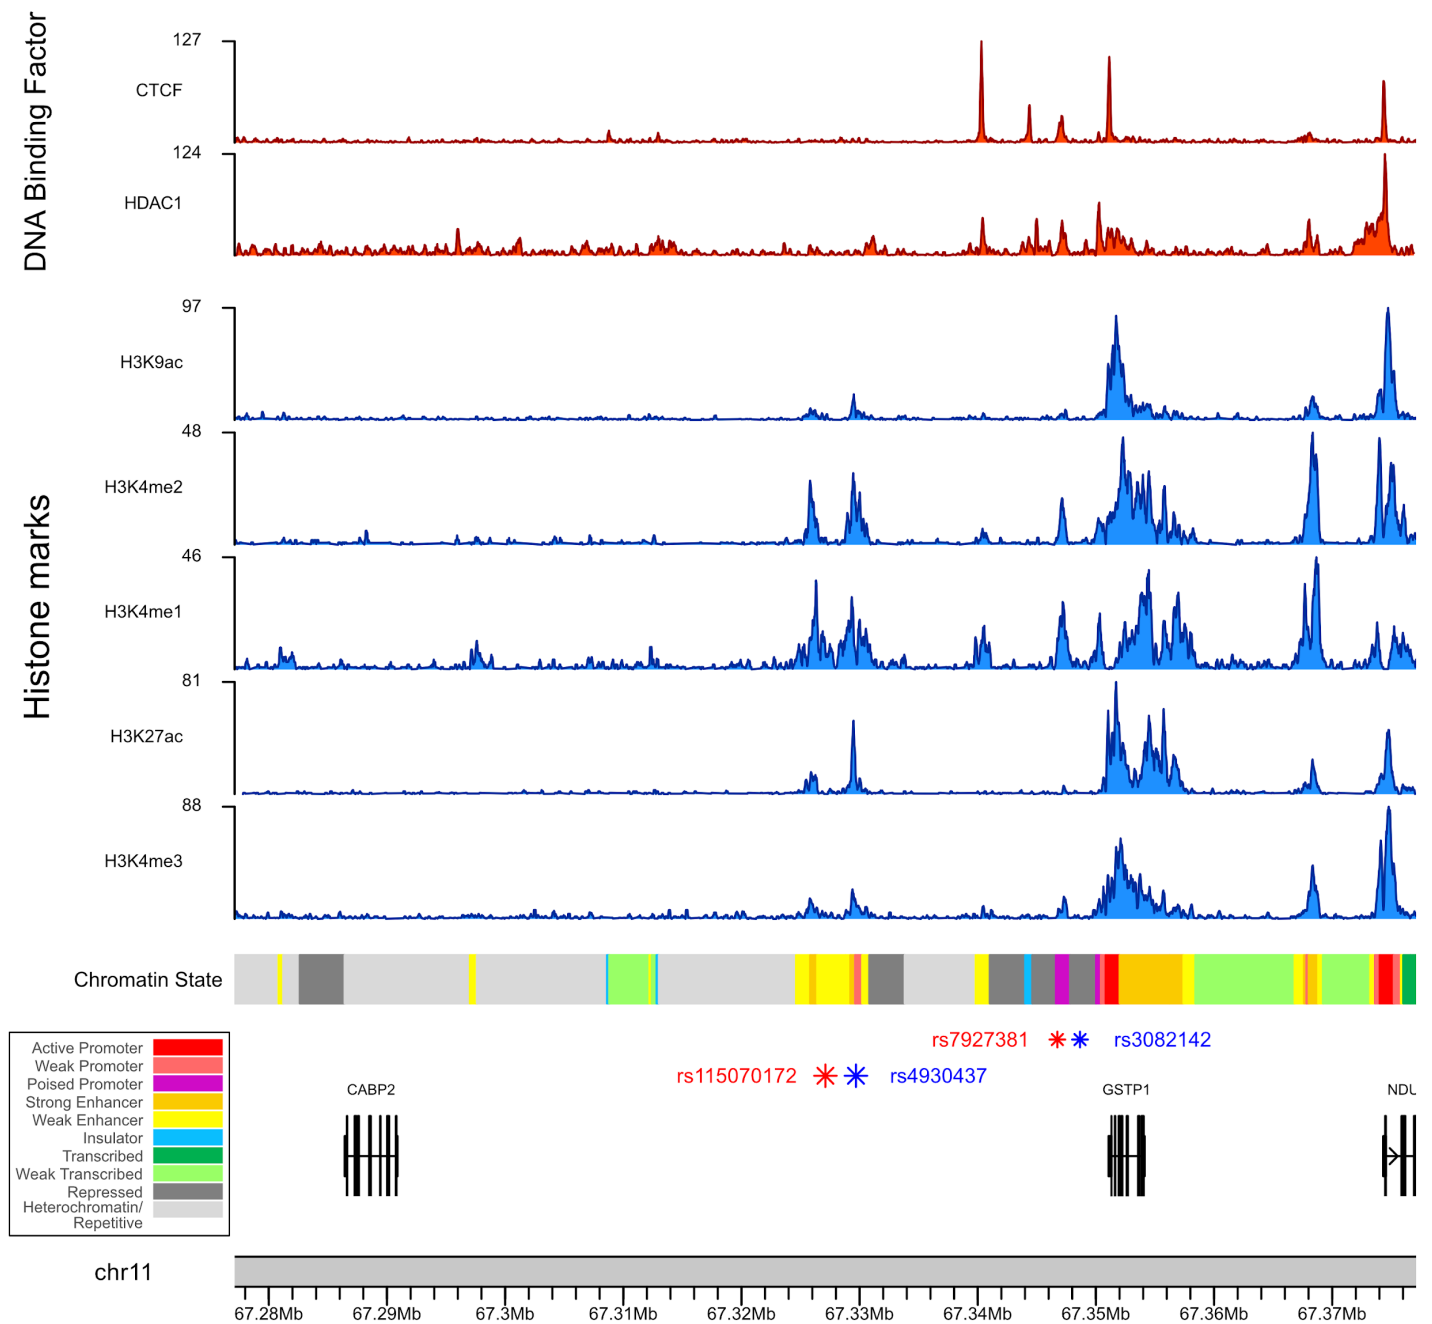 DNA Binding Factor
127
CTCF
124
HDAC1
Histone marks
97
H3K9ac
48
H3K4me2
46
H3K4me1
81
H3K27ac
88
H3K4me3
Chromatin State
rs7927381
rs3082142
rs115070172
rs4930437
Active Promoter
Weak Promoter
Poised Promoter
Strong Enhancer
Weak Enhancer
Insulator
Transcribed
Weak Transcribed
Repressed
Heterochromatin/
Repetitive
CABP2
GSTP1
NDU
chr11
67.28Mb 67.29Mb 67.3Mb 67.31Mb 67.32Mb 67.33Mb 67.34Mb 67.35Mb 67.36Mb 67.37Mb